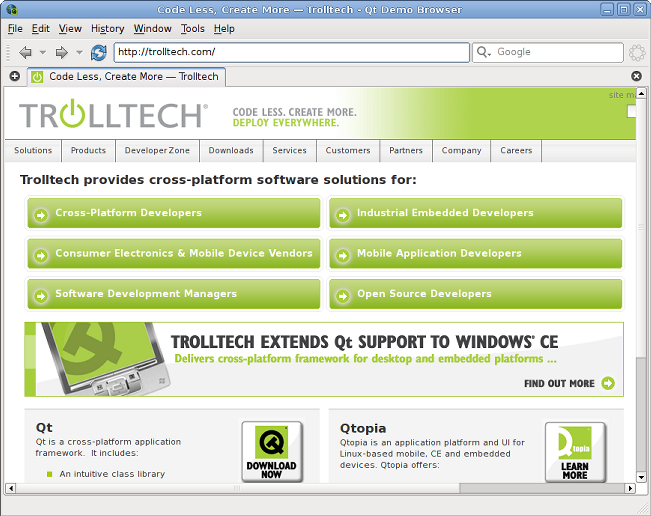 Code Less, Create More — Trolltech - Qt Demo Browser
File Edit View History Window Tools Help
http://trolltech.com/
Google
Code Less, Create More — Trolltech
site m
TROLLTECH®
CODE LESS. CREATE MORE.
DEPLOY EVERYWHERE.
Solutions Products Developer Zone Downloads Services Customers Partners Company Careers
Trolltech provides cross-platform software solutions for:
Cross-Platform Developers
Industrial Embedded Developers
Consumer Electronics & Mobile Device Vendors
Mobile Application Developers
Software Development Managers
Open Source Developers
TROLLTECH EXTENDS Qt SUPPORT TO WINDOWS® CE
Delivers cross-platform framework for desktop and embedded platforms ...
FIND OUT MORE
Qt
Qt is a cross-platform application
framework. It includes:
An intuitive class library
DOWNLOAD
NOW
Qtopia
Qtopia is an application platform and UI for
Linux-based mobile, CE and embedded
devices. Qtopia offers:
Qtopia
LEARN
MORE